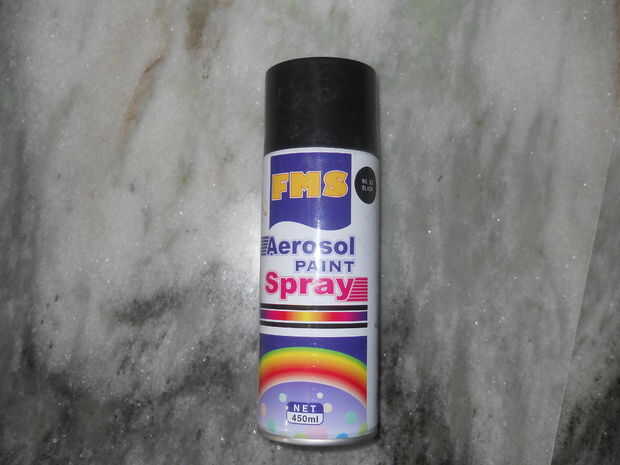 FMS
BLACK
Aerosol
PAINT
Spray
NET
450ml